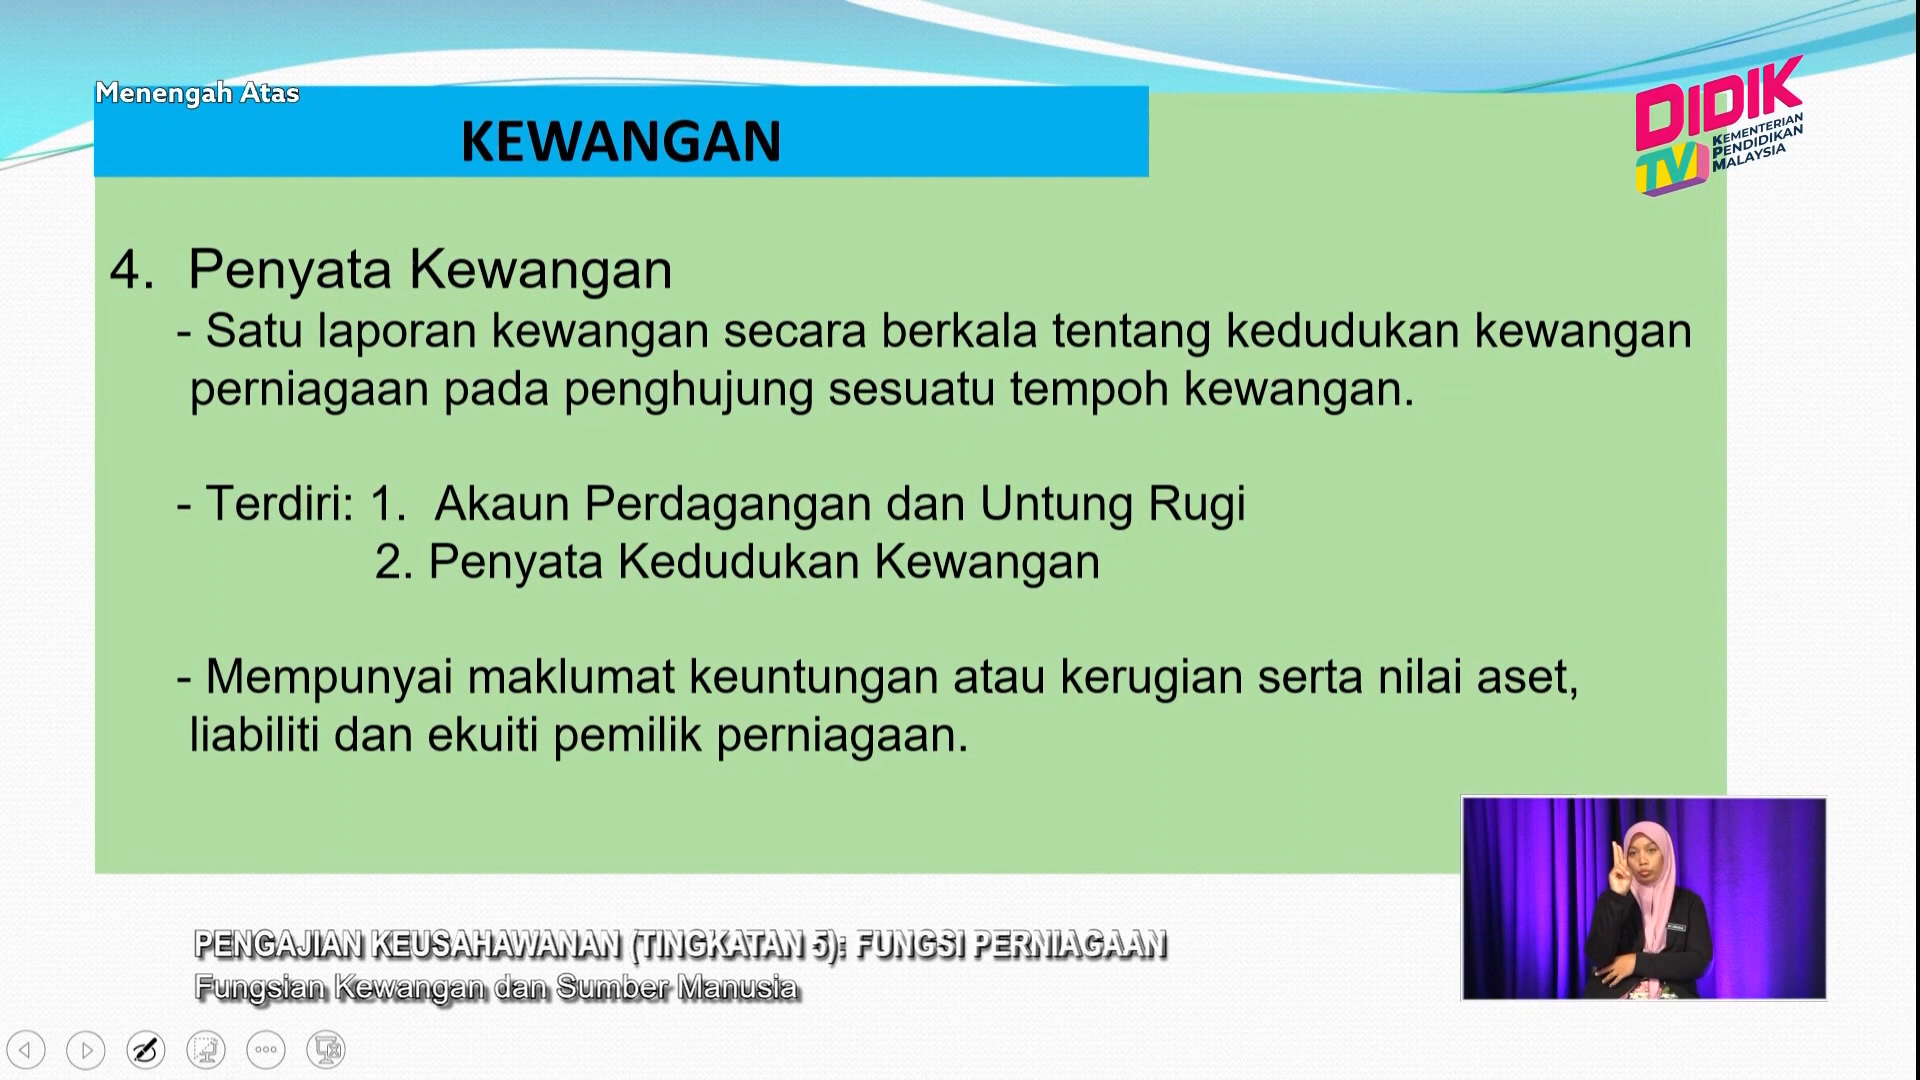 Menengah Atas
KEWANGAN
DIDIK
TV
KEMENTERIAN
PENDIDIKAN
MALAYSIA
4. Penyata Kewangan
- Satu laporan kewangan secara berkala tentang kedudukan kewangan
perniagaan pada penghujung sesuatu tempoh kewangan.
- Terdiri: 1. Akaun Perdagangan dan Untung Rugi
2. Penyata Kedudukan Kewangan
- Mempunyai maklumat keuntungan atau kerugian serta nilai aset,
liabiliti dan ekuiti pemilik perniagaan.
PENGAJIAN KEUSAHAWANAN (TINGKATAN 5): FUNGSI PERNIAGAAN
Fungsian Kewangan dan Sumber Manusia